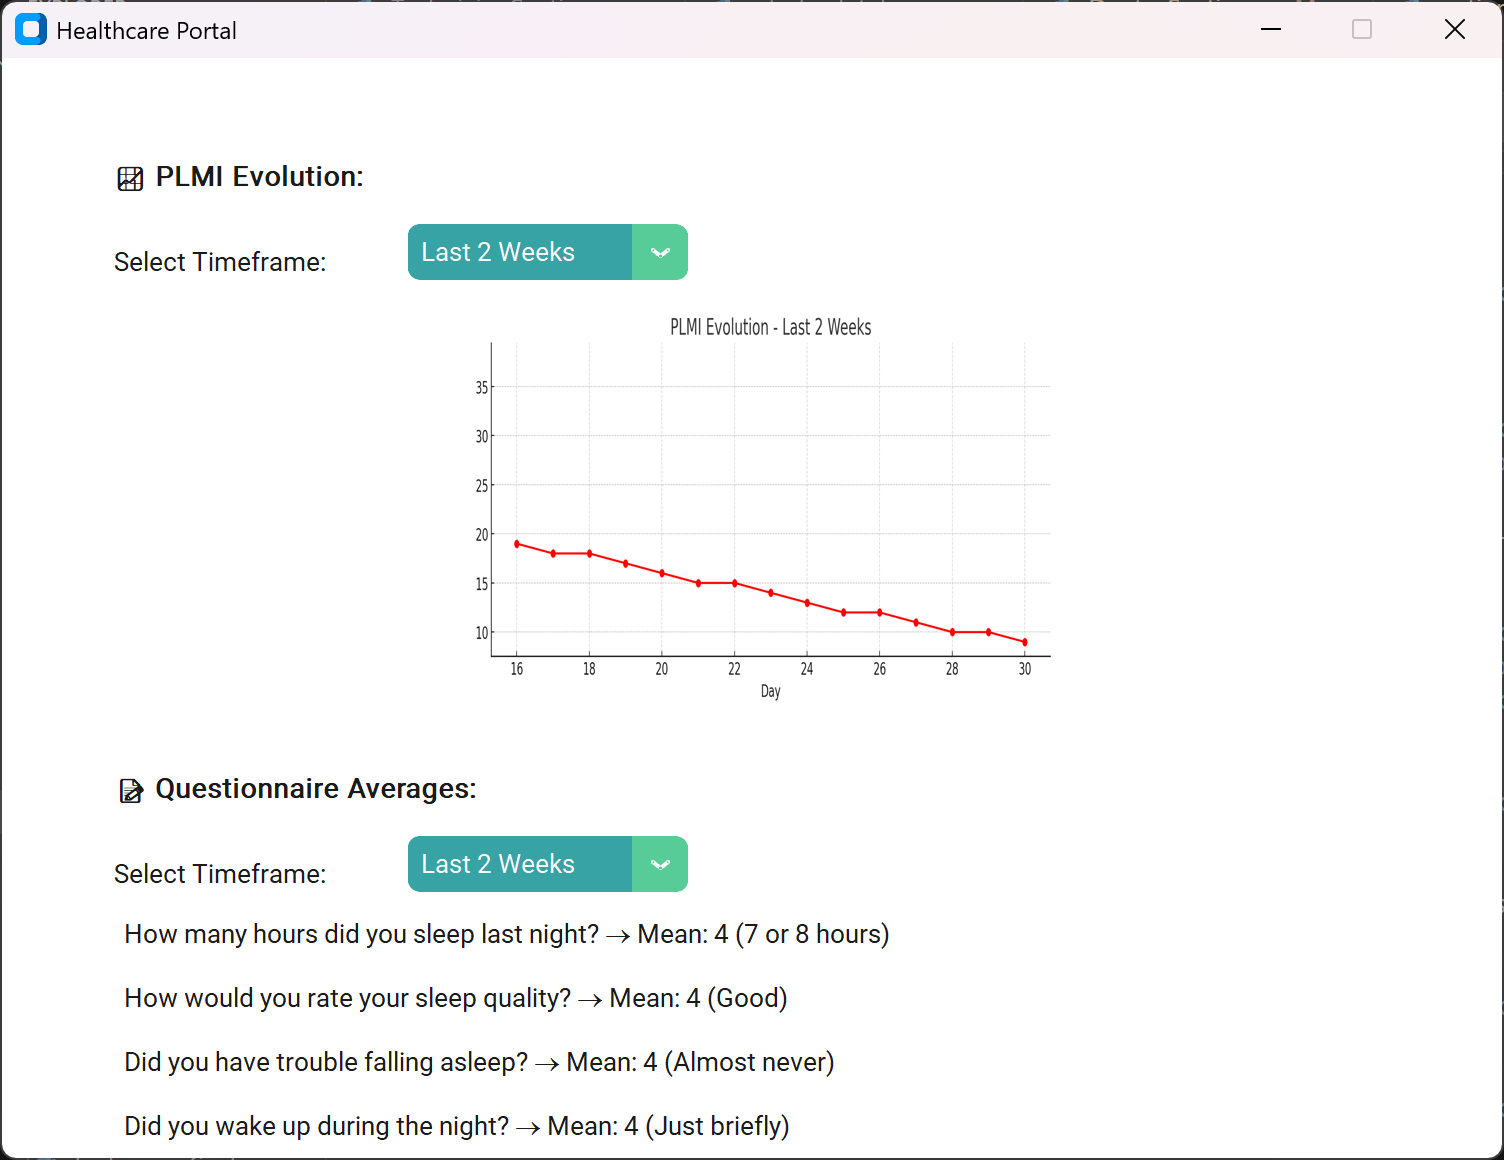 Healthcare Portal
PLMI Evolution:
Select Timeframe:
Last 2 Weeks
PLMI Evolution - Last 2 Weeks
35
30
25
20
15
10
16 18 20 22 24 26 28 30
Day
Questionnaire Averages:
Select Timeframe:
Last 2 Weeks
How many hours did you sleep last night? → Mean: 4 (7 or 8 hours)
How would you rate your sleep quality? → Mean: 4 (Good)
Did you have trouble falling asleep? → Mean: 4 (Almost never)
Did you wake up during the night? → Mean: 4 (Just briefly)